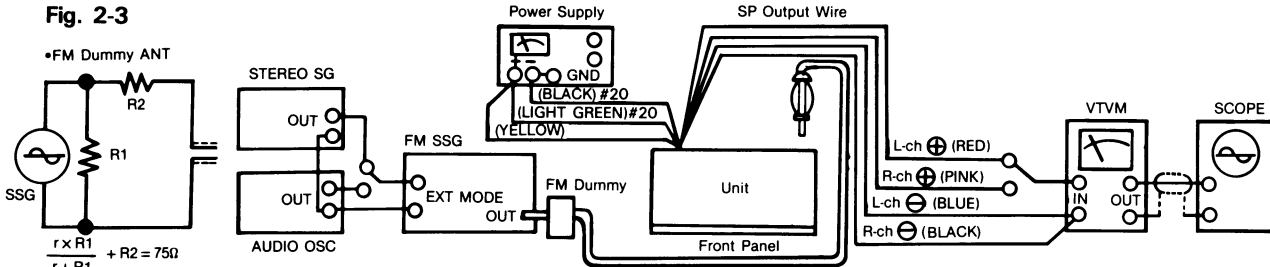 Fig. 2-3
•FM Dummy ANT
R2
R1
SSG
r × R1
r + R1
+ R2 = 75Ω
STEREO SG
OUT
OUT
AUDIO OSC
FM SSG
EXT MODE
OUT
FM Dummy
Power Supply
+ −
GND
(BLACK) #20
(LIGHT GREEN)#20
(YELLOW)
SP Output Wire
Unit
Front Panel
L-ch ⊕ (RED)
R-ch ⊕ (PINK)
L-ch ⊖ (BLUE)
R-ch ⊖ (BLACK)
VTVM
IN
OUT
SCOPE